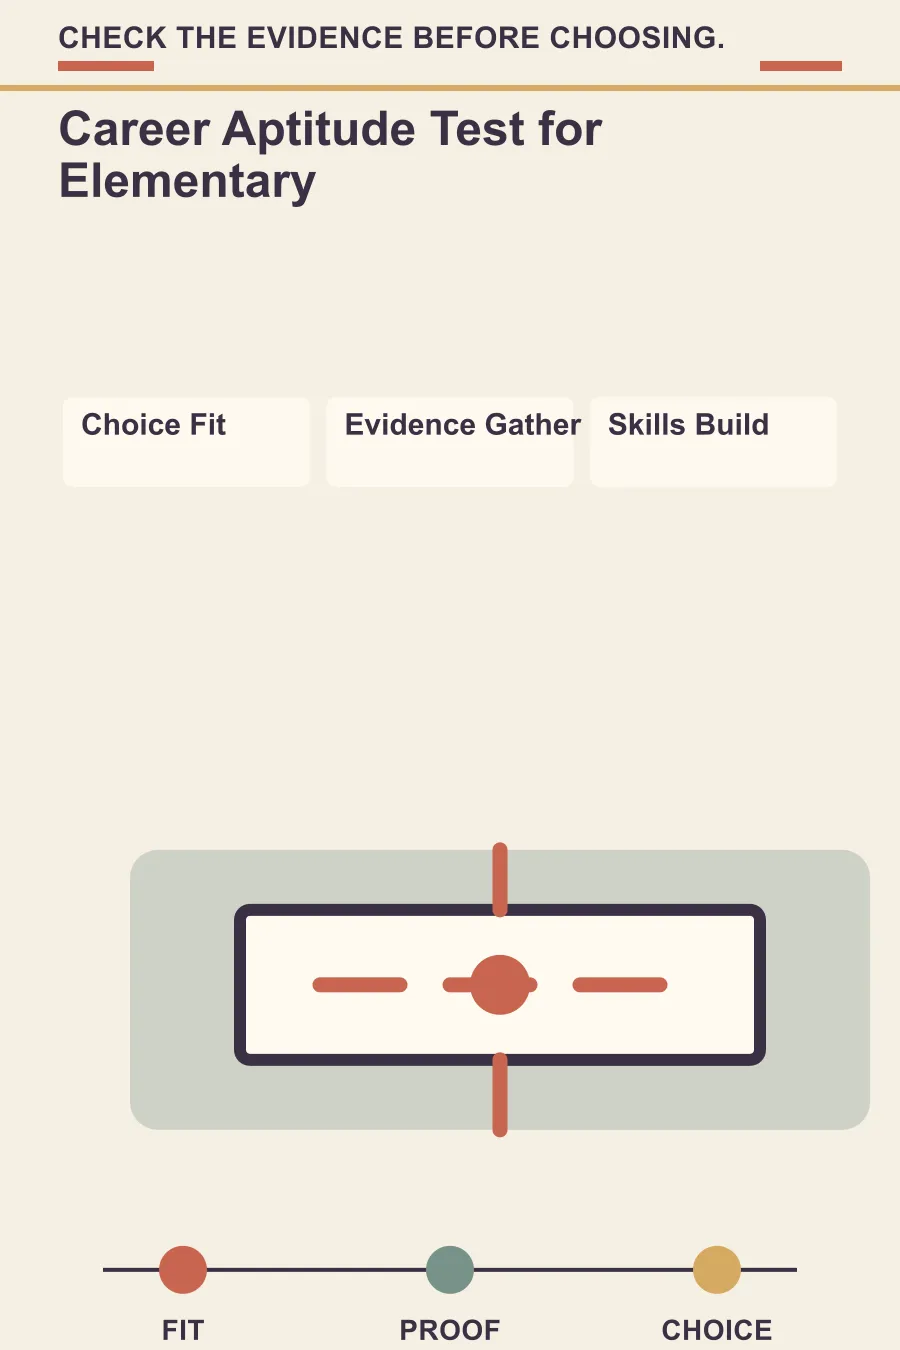 CHECK THE EVIDENCE BEFORE CHOOSING.
Career Aptitude Test for
Elementary
Choice Fit
Evidence Gather
Skills Build
FIT
PROOF
CHOICE